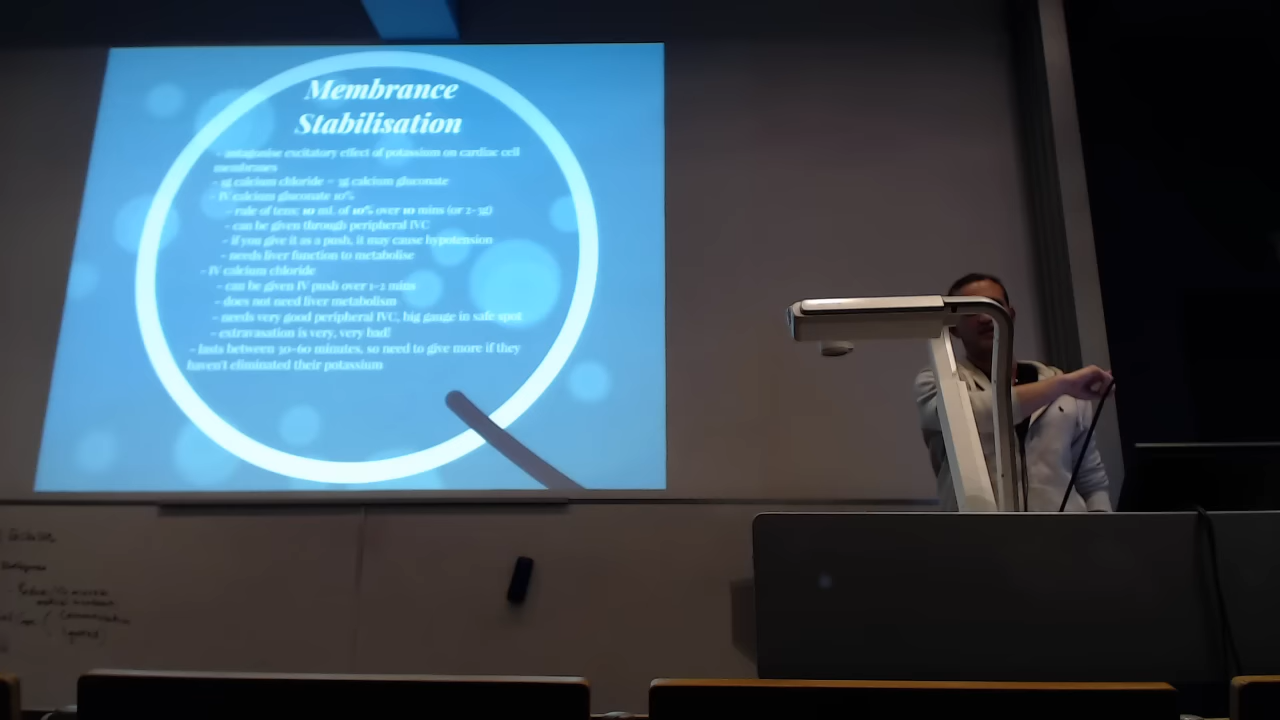 Membrance
Stabilisation
- antagonise excitatory effect of potassium on cardiac cell
membranes
- 1g calcium chloride = 3g calcium gluconate
- IV calcium gluconate 10%
- rule of tens: 10 mL of 10% over 10 mins (or 2-3g)
- can be given through peripheral IVC
- if you give it as a push, it may cause hypotension
- needs liver function to metabolise
- IV calcium chloride
- can be given IV push over 1-2 mins
- does not need liver metabolism
- needs very good peripheral IVC, big gauge in safe spot
- extravasation is very, very bad!
- lasts between 30-60 minutes, so need to give more if they
haven't eliminated their potassium